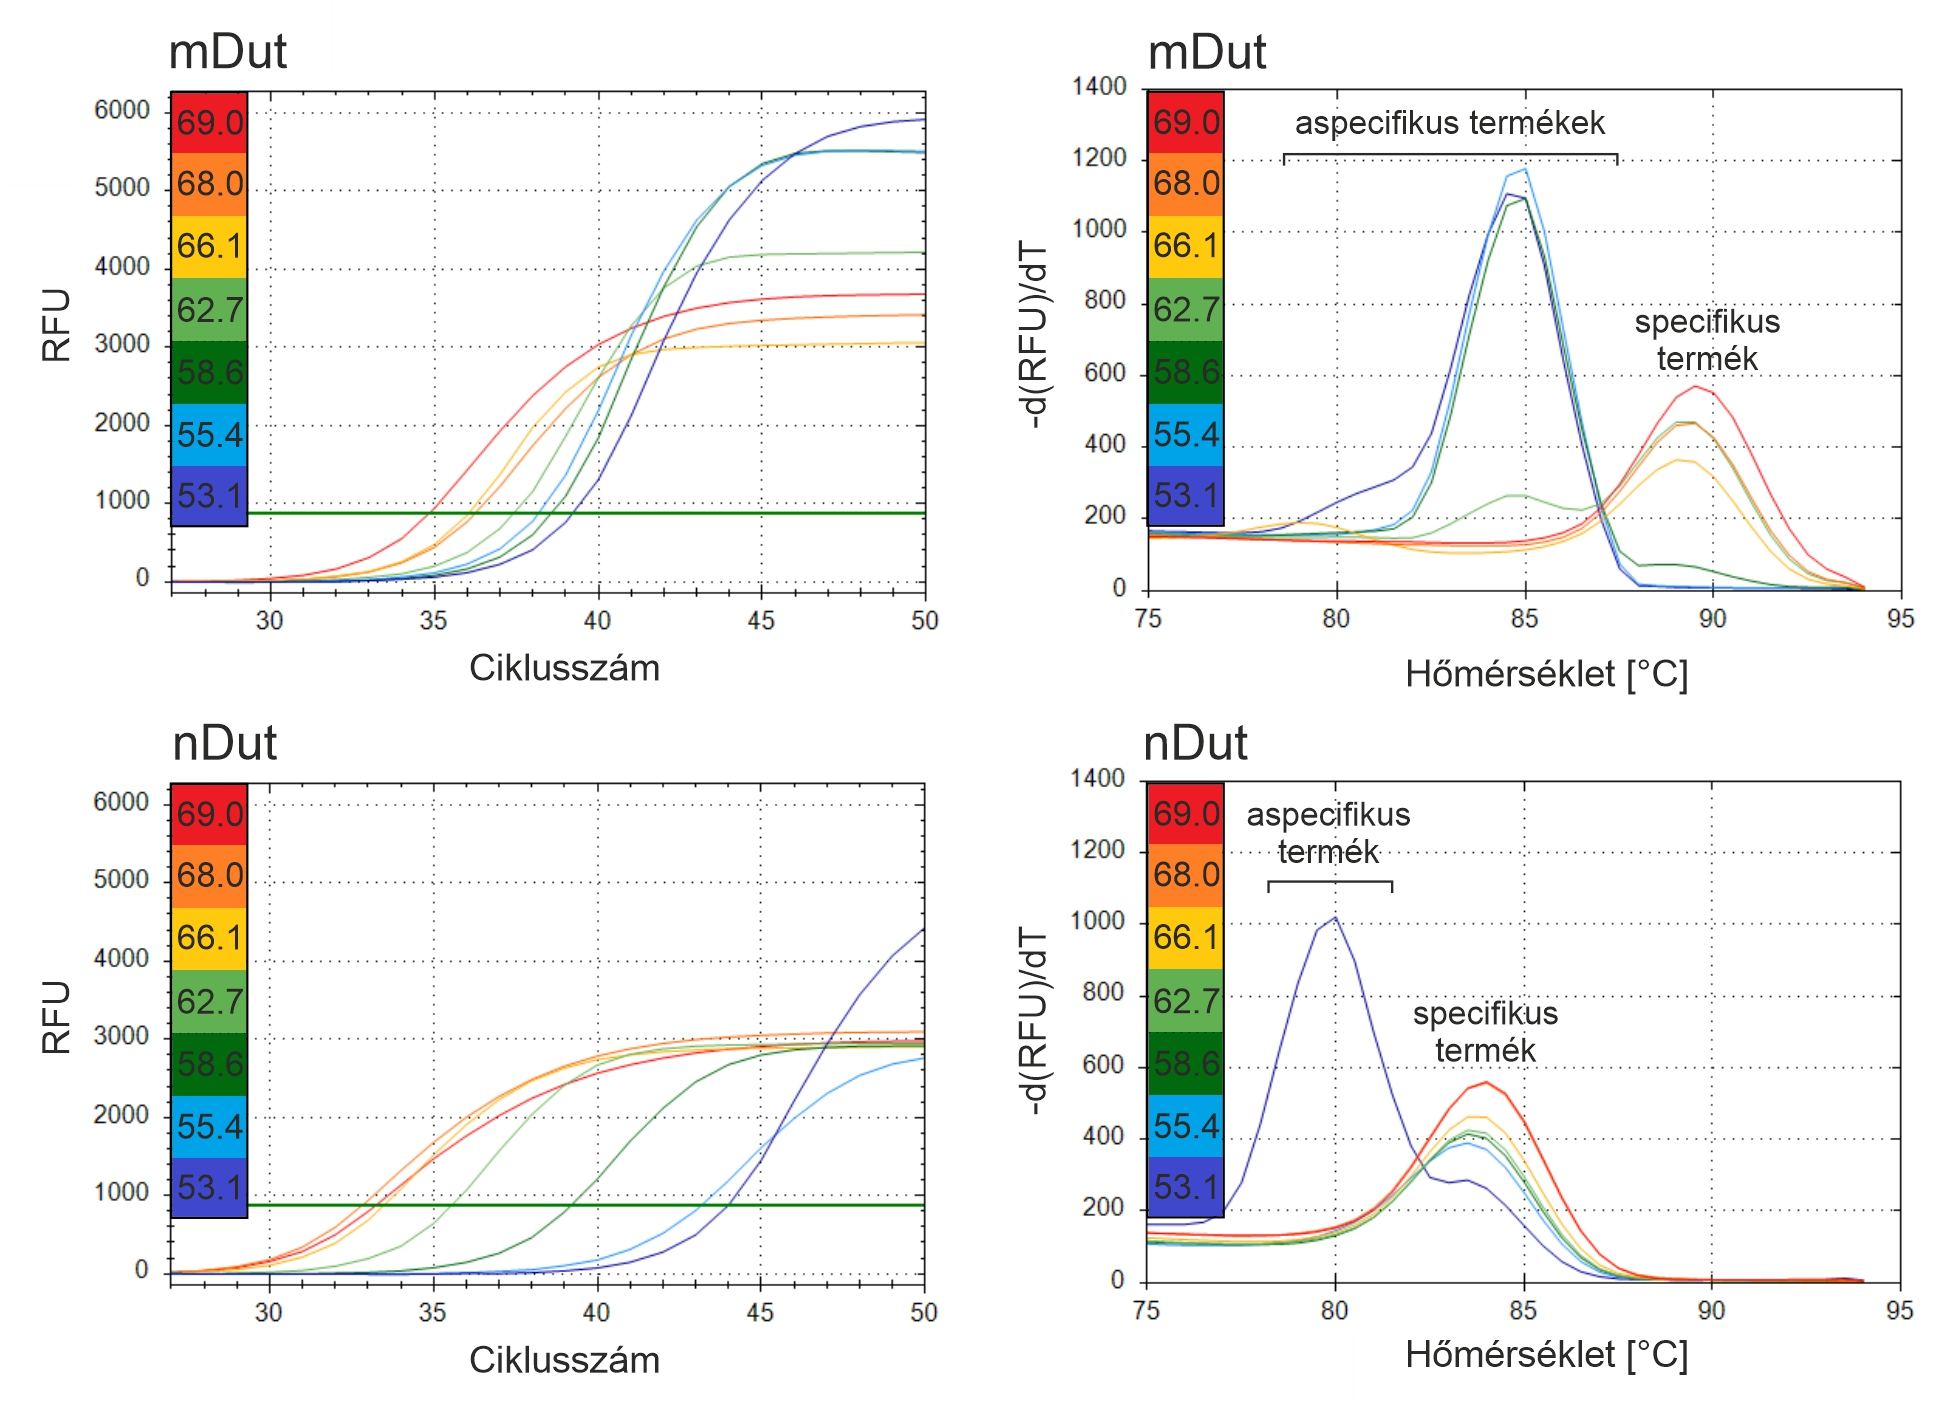 mDut
6000
5000
4000
3000
2000
1000
0
RFU
69.0
68.0
66.1
62.7
58.6
55.4
53.1
30 35 40 45 50
Ciklusszám
mDut
1400
1200
1000
800
600
400
200
0
-d(RFU)/dT
69.0
68.0
66.1
62.7
58.6
55.4
53.1
aspecifikus termékek
specifikus
termék
75 80 85 90 95
Hőmérséklet [°C]
nDut
6000
5000
4000
3000
2000
1000
0
RFU
69.0
68.0
66.1
62.7
58.6
55.4
53.1
30 35 40 45 50
Ciklusszám
nDut
1400
1200
1000
800
600
400
200
0
-d(RFU)/dT
69.0
68.0
66.1
62.7
58.6
55.4
53.1
aspecifikus
termék
specifikus
termék
75 80 85 90 95
Hőmérséklet [°C]